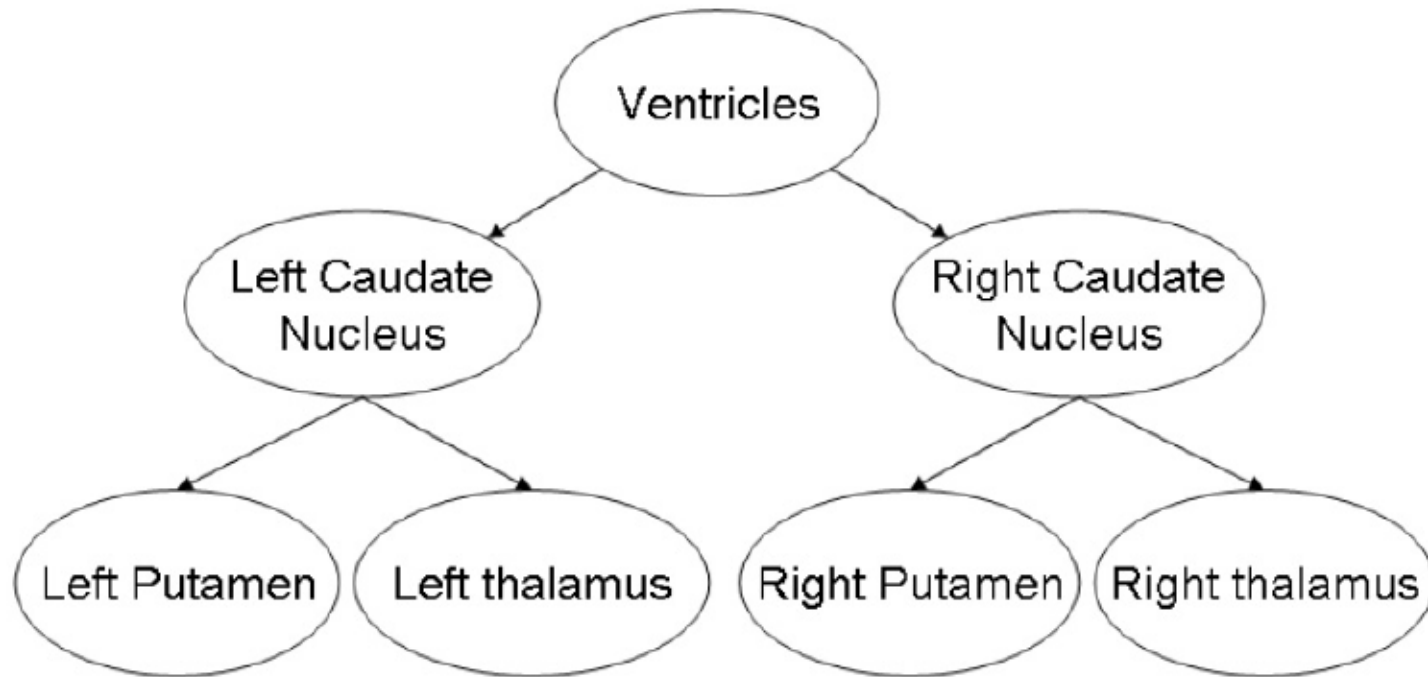 Ventricles
Left Caudate
Nucleus
Right Caudate
Nucleus
Left Putamen
Left thalamus
Right Putamen
Right thalamus